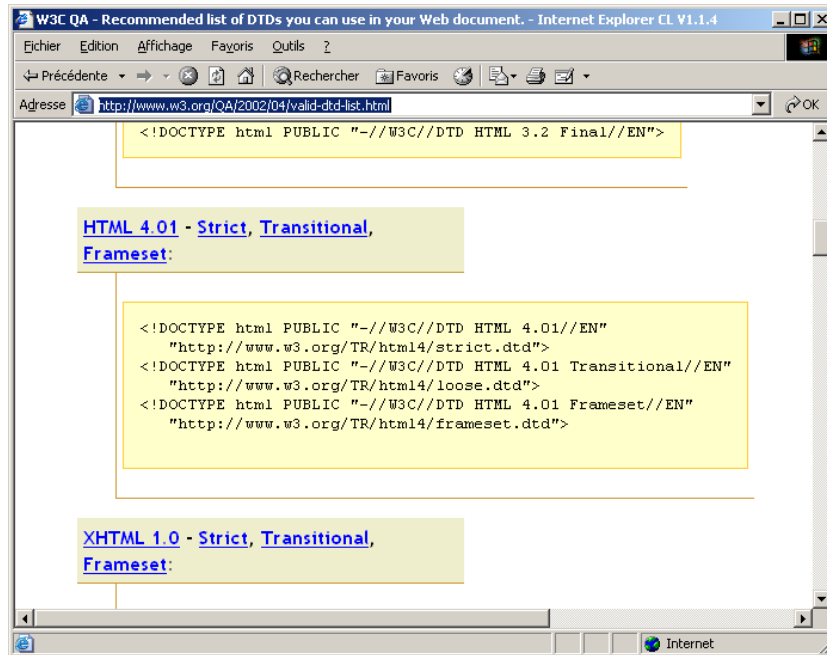 W3C QA - Recommended list of DTDs you can use in your Web document. - Internet Explorer CL V1.1.4
Fichier Edition Affichage Favoris Outils ?
Précédente Rechercher Favoris
Adresse http://www.w3.org/QA/2002/04/valid-dtd-list.html OK
<!DOCTYPE html PUBLIC "-//W3C//DTD HTML 3.2 Final//EN">
HTML 4.01 - Strict, Transitional,
Frameset:
<!DOCTYPE html PUBLIC "-//W3C//DTD HTML 4.01//EN"
"http://www.w3.org/TR/html4/strict.dtd">
<!DOCTYPE html PUBLIC "-//W3C//DTD HTML 4.01 Transitional//EN"
"http://www.w3.org/TR/html4/loose.dtd">
<!DOCTYPE html PUBLIC "-//W3C//DTD HTML 4.01 Frameset//EN"
"http://www.w3.org/TR/html4/frameset.dtd">
XHTML 1.0 - Strict, Transitional,
Frameset:
Internet